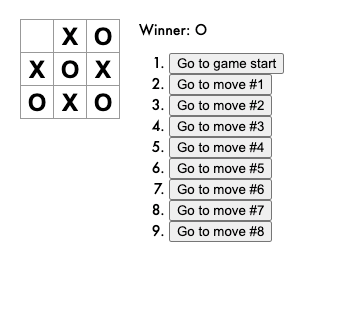 X O
X O X
O X O
Winner: O
1. Go to game start
2. Go to move #1
3. Go to move #2
4. Go to move #3
5. Go to move #4
6. Go to move #5
7. Go to move #6
8. Go to move #7
9. Go to move #8